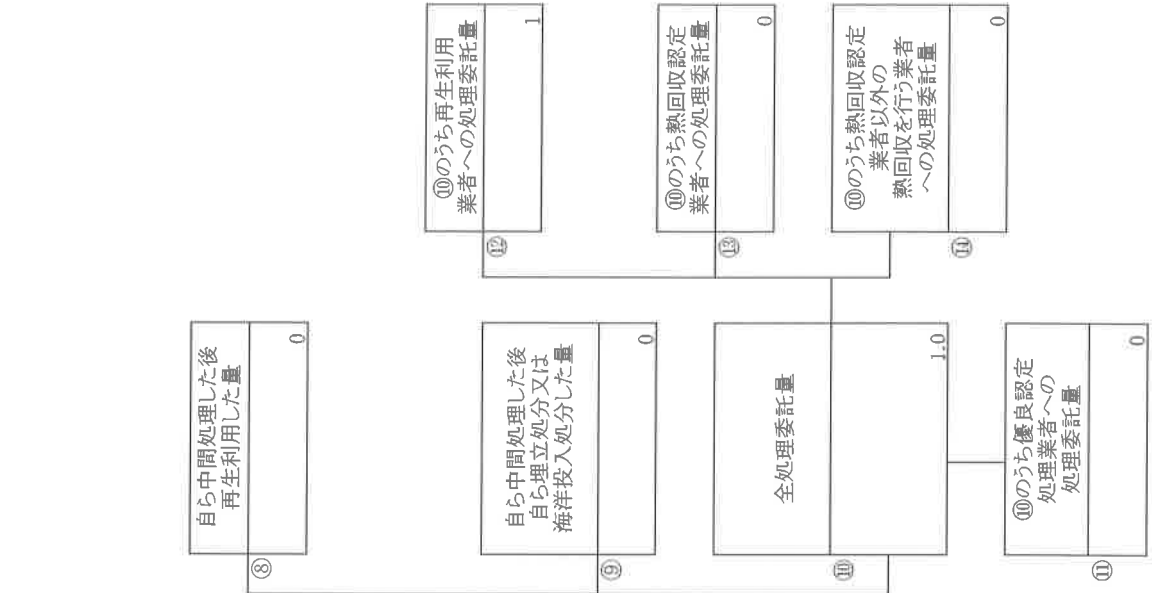 ⑧
自ら中間処理した後
再生利用した量
0
⑨
自ら中間処理した後
自ら埋立処分又は
海洋投入処分した量
0
⑩
全処理委託量
1.0
⑪
⑩のうち優良認定
処理業者への
処理委託量
0
⑫
⑩のうち再生利用
業者への処理委託量
1
⑬
⑩のうち熱回収認定
業者への処理委託量
0
⑭
⑩のうち熱回収認定
業者以外の
熱回収を行う業者
への処理委託量
0